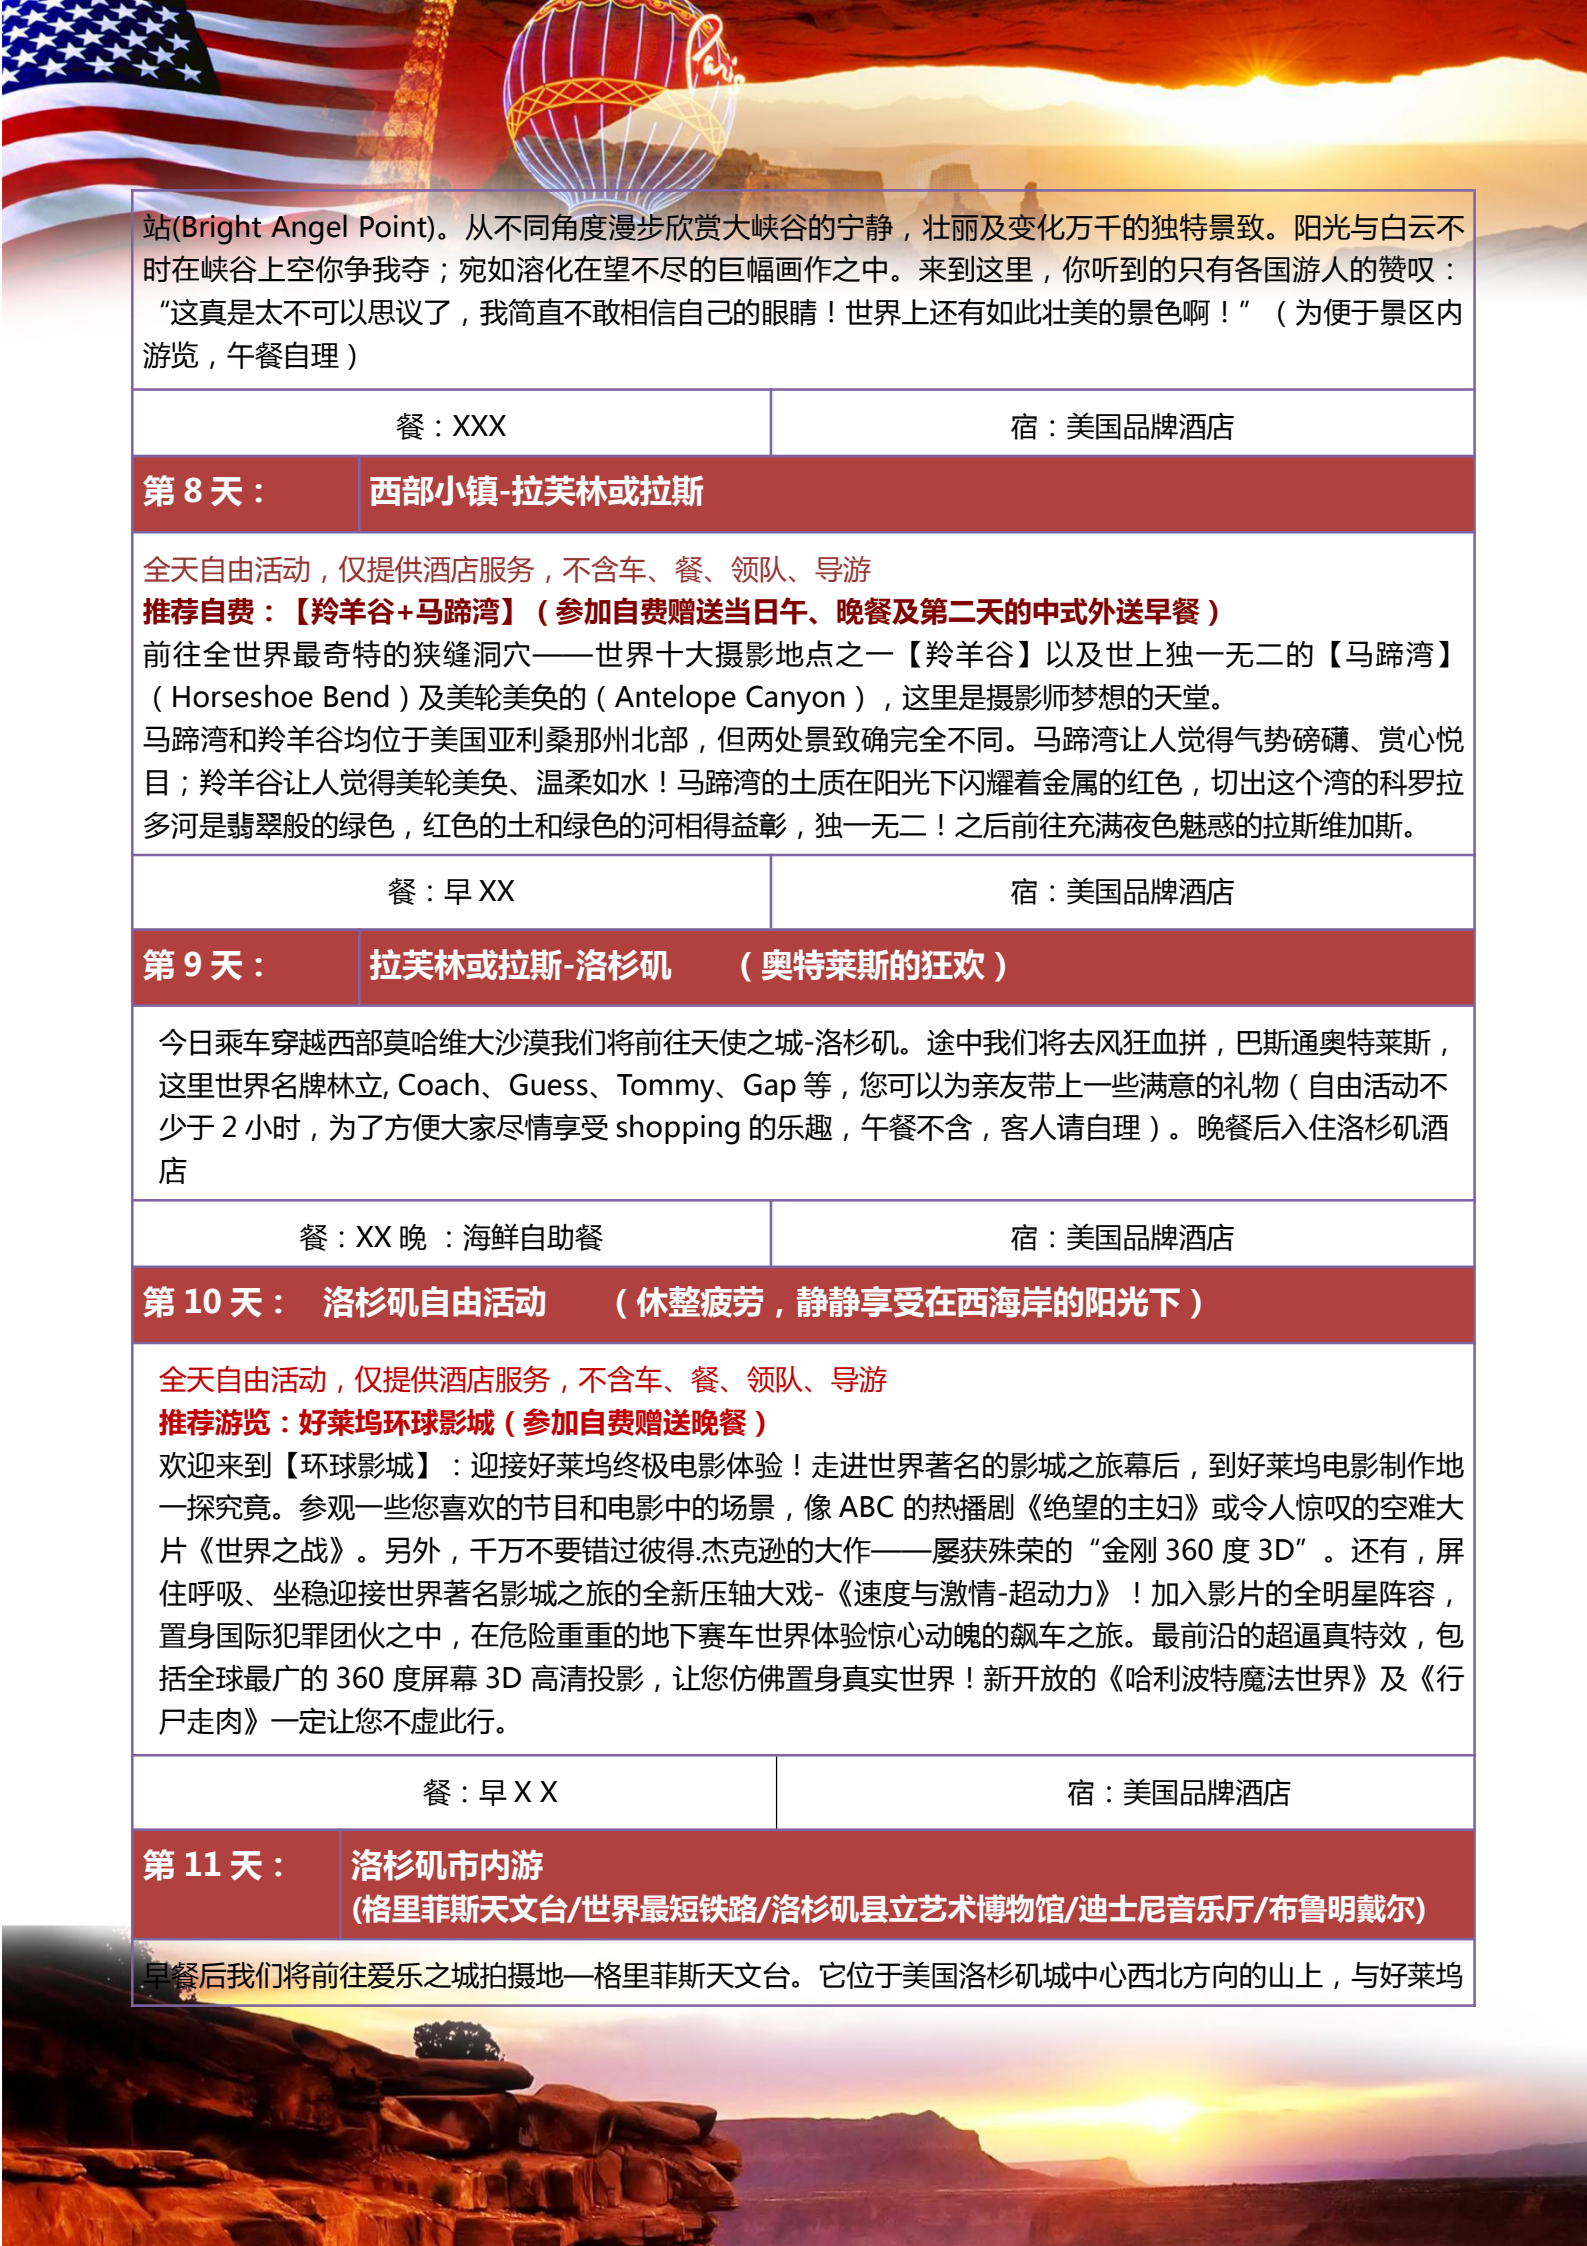 Paris
站(Bright Angel Point)。从不同角度漫步欣赏大峡谷的宁静，壮丽及变化万千的独特景致。阳光与白云不
时在峡谷上空你争我夺；宛如溶化在望不尽的巨幅画作之中。来到这里，你听到的只有各国游人的赞叹：
“这真是太不可以思议了，我简直不敢相信自己的眼睛！世界上还有如此壮美的景色啊！”（为便于景区内
游览，午餐自理）
餐：XXX
宿：美国品牌酒店
第 8 天：
西部小镇-拉芙林或拉斯
全天自由活动，仅提供酒店服务，不含车、餐、领队、导游
推荐自费：【羚羊谷+马蹄湾】（参加自费赠送当日午、晚餐及第二天的中式外送早餐）
前往全世界最奇特的狭缝洞穴——世界十大摄影地点之一【羚羊谷】以及世上独一无二的【马蹄湾】
（Horseshoe Bend）及美轮美奂的（Antelope Canyon），这里是摄影师梦想的天堂。
马蹄湾和羚羊谷均位于美国亚利桑那州北部，但两处景致确完全不同。马蹄湾让人觉得气势磅礴、赏心悦
目；羚羊谷让人觉得美轮美奂、温柔如水！马蹄湾的土质在阳光下闪耀着金属的红色，切出这个湾的科罗拉
多河是翡翠般的绿色，红色的土和绿色的河相得益彰，独一无二！之后前往充满夜色魅惑的拉斯维加斯。
餐：早 XX
宿：美国品牌酒店
第 9 天：
拉芙林或拉斯-洛杉矶 （奥特莱斯的狂欢）
今日乘车穿越西部莫哈维大沙漠我们将前往天使之城-洛杉矶。途中我们将去风狂血拼，巴斯通奥特莱斯，
这里世界名牌林立, Coach、Guess、Tommy、Gap 等，您可以为亲友带上一些满意的礼物（自由活动不
少于 2 小时，为了方便大家尽情享受 shopping 的乐趣，午餐不含，客人请自理）。晚餐后入住洛杉矶酒
店
餐：XX 晚 ：海鲜自助餐
宿：美国品牌酒店
第 10 天： 洛杉矶自由活动 （休整疲劳，静静享受在西海岸的阳光下）
全天自由活动，仅提供酒店服务，不含车、餐、领队、导游
推荐游览：好莱坞环球影城（参加自费赠送晚餐）
欢迎来到【环球影城】：迎接好莱坞终极电影体验！走进世界著名的影城之旅幕后，到好莱坞电影制作地
一探究竟。参观一些您喜欢的节目和电影中的场景，像 ABC 的热播剧《绝望的主妇》或令人惊叹的空难大
片《世界之战》。另外，千万不要错过彼得.杰克逊的大作——屡获殊荣的“金刚 360 度 3D”。还有，屏
住呼吸、坐稳迎接世界著名影城之旅的全新压轴大戏-《速度与激情-超动力》！加入影片的全明星阵容，
置身国际犯罪团伙之中，在危险重重的地下赛车世界体验惊心动魄的飙车之旅。最前沿的超逼真特效，包
括全球最广的 360 度屏幕 3D 高清投影，让您仿佛置身真实世界！新开放的《哈利波特魔法世界》及《行
尸走肉》一定让您不虚此行。
餐：早 X X
宿：美国品牌酒店
第 11 天：
洛杉矶市内游
(格里菲斯天文台/世界最短铁路/洛杉矶县立艺术博物馆/迪士尼音乐厅/布鲁明戴尔)
早餐后我们将前往爱乐之城拍摄地—格里菲斯天文台。它位于美国洛杉矶城中心西北方向的山上，与好莱坞